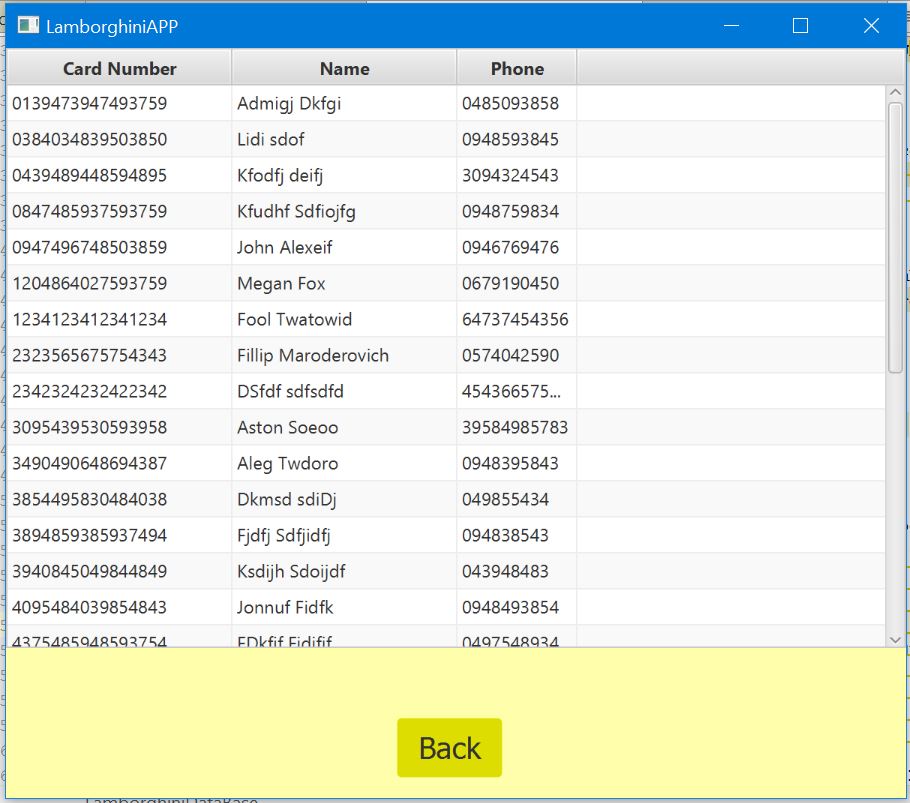 LamborghiniAPP
Card Number Name Phone
0139473947493759 Admigj Dkfgi 0485093858
0384034839503850 Lidi sdof 0948593845
0439489448594895 Kfodfj deifj 3094324543
0847485937593759 Kfudhf Sdfiojfg 0948759834
0947496748503859 John Alexeif 0946769476
1204864027593759 Megan Fox 0679190450
1234123412341234 Fool Twatowid 64737454356
2323565675754343 Fillip Maroderovich 0574042590
2342324232422342 DSfdf sdfsdfd 454366575...
3095439530593958 Aston Soeoo 39584985783
3490490648694387 Aleg Twdoro 0948395843
3854495830484038 Dkmsd sdiDj 049855434
3894859385937494 Fjdfj Sdfjidfj 094838543
3940845049844849 Ksdijh Sdoijdf 043948483
4095484039854843 Jonnuf Fidfk 0948493854
4375485948593754 0497548934
Back
LamborghiniDataBase